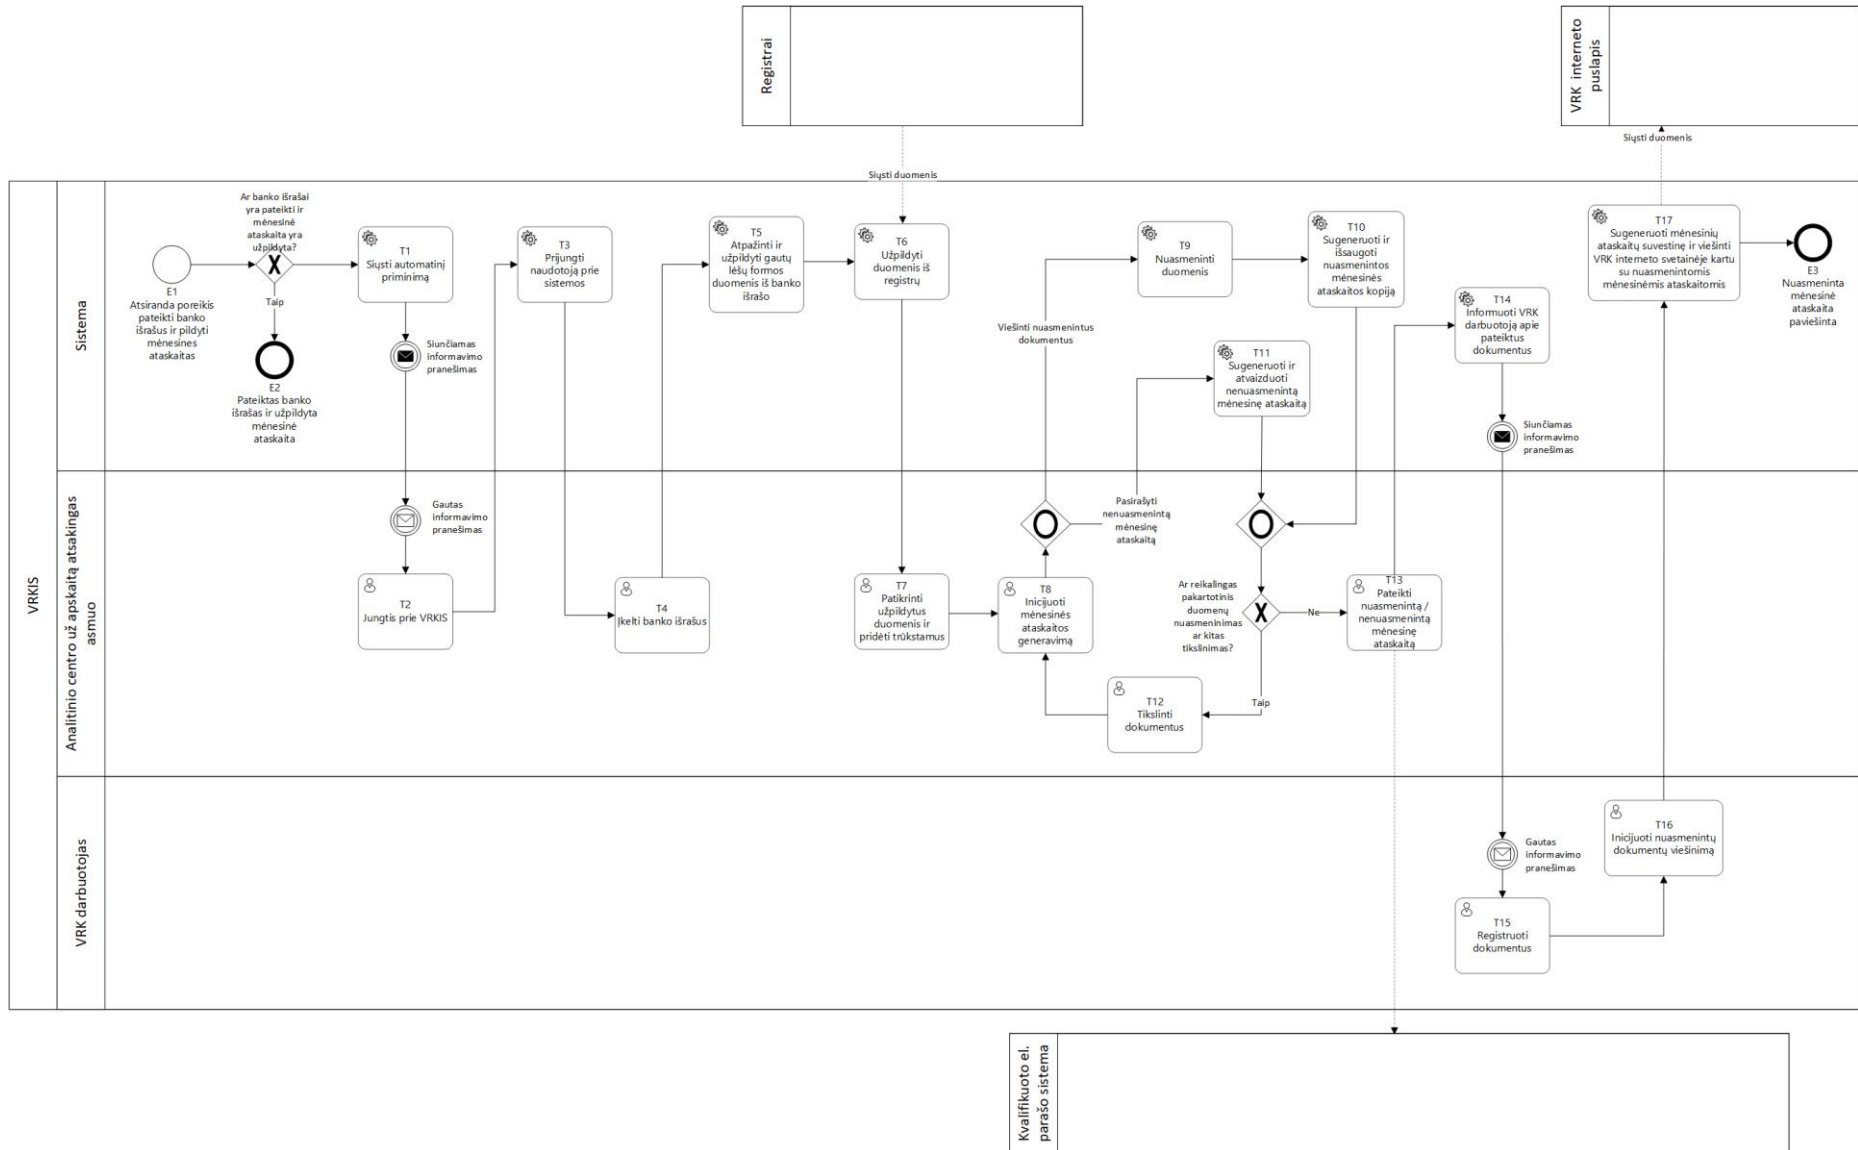 Registrai
VRK interneto
puslapis
Siųsti duomenis
Siųsti duomenis
VRKIS
Sistema
Ar banko išrašai
yra pateikti ir
mėnesinė
ataskaita yra
užpildyta?
E1
Atsiranda poreikis
pateikti banko
išrašus ir pildyti
mėnesines
ataskaitas
X
Taip
E2
Pateiktas banko
išrašas ir užpildyta
mėnesinė
ataskaita
T1
Siųsti automatinį
priminimą
Siunčiamas
informavimo
pranešimas
T3
Prijungti
naudotoją prie
sistemos
T5
Atpažinti ir
užpildyti gautų
lėšų formos
duomenis iš banko
išrašo
T6
Užpildyti
duomenis iš
registrų
Viešinti nuasmenintus
dokumentus
T9
Nuasmeninti
duomenis
T10
Sugeneruoti ir
išsaugoti
nuasmenintos
mėnesinės
ataskaitos kopiją
T11
Sugeneruoti ir
atvaizduoti
nenuasmenintą
mėnesinę ataskaitą
T14
Informuoti VRK
darbuotoją apie
pateiktus
dokumentus
Siunčiamas
informavimo
pranešimas
T17
Sugeneruoti mėnesinių
ataskaitų suvestinę ir viešinti
VRK interneto svetainėje kartu
su nuasmenintomis
mėnesinėmis ataskaitomis
E3
Nuasmeninta
mėnesinė
ataskaita
paviešinta
Analitinio centro už apskaitą atsakingas
asmuo
Gautas
informavimo
pranešimas
T2
Jungtis prie VRKIS
T4
Įkelti banko išrašus
T7
Patikrinti
užpildytus
duomenis ir
pridėti trūkstamus
T8
Inicijuoti
mėnesinės
ataskaitos
generavimą
Pasirašyti
nenuasmenintą
mėnesinę
ataskaitą
Ar reikalingas
pakartotinis
duomenų
nuasmeninimas
ar kitas
tikslinimas?
X
Ne
Taip
T12
Tikslinti
dokumentus
T13
Pateikti
nuasmenintą /
nenuasmenintą
mėnesinę
ataskaitą
VRK darbuotojas
Gautas
informavimo
pranešimas
T15
Registruoti
dokumentus
T16
Inicijuoti nuasmenintų
dokumentų viešinimą
Kvalifikuoto el.
parašo sistema